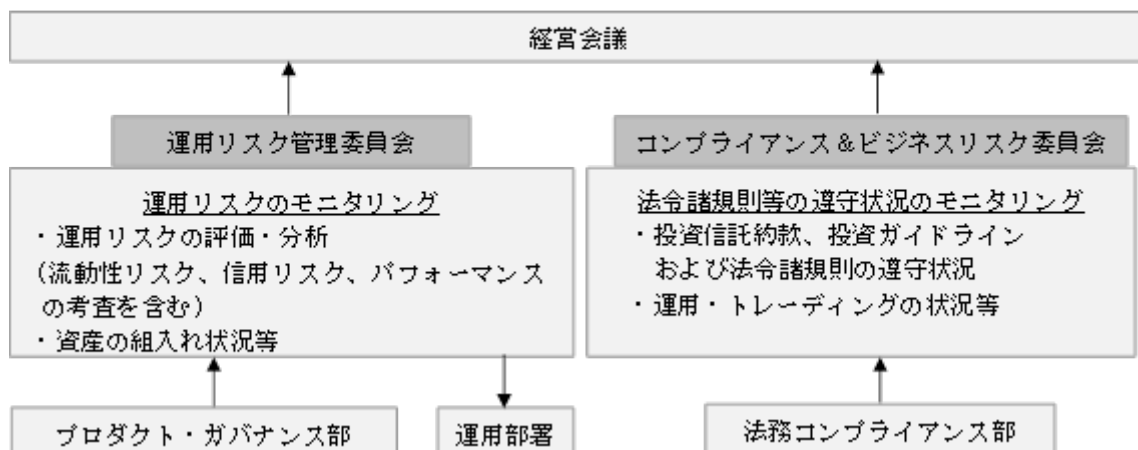 経営会議
運用リスク管理委員会
運用リスクのモニタリング
・運用リスクの評価・分析
（流動性リスク、信用リスク、パフォーマンス
の考査を含む）
・資産の組入れ状況等
コンプライアンス＆ビジネスリスク委員会
法令諸規則等の遵守状況のモニタリング
・投資信託約款、投資ガイドライン
および法令諸規則の遵守状況
・運用・トレーディングの状況等
プロダクト・ガバナンス部
運用部署
法務コンプライアンス部